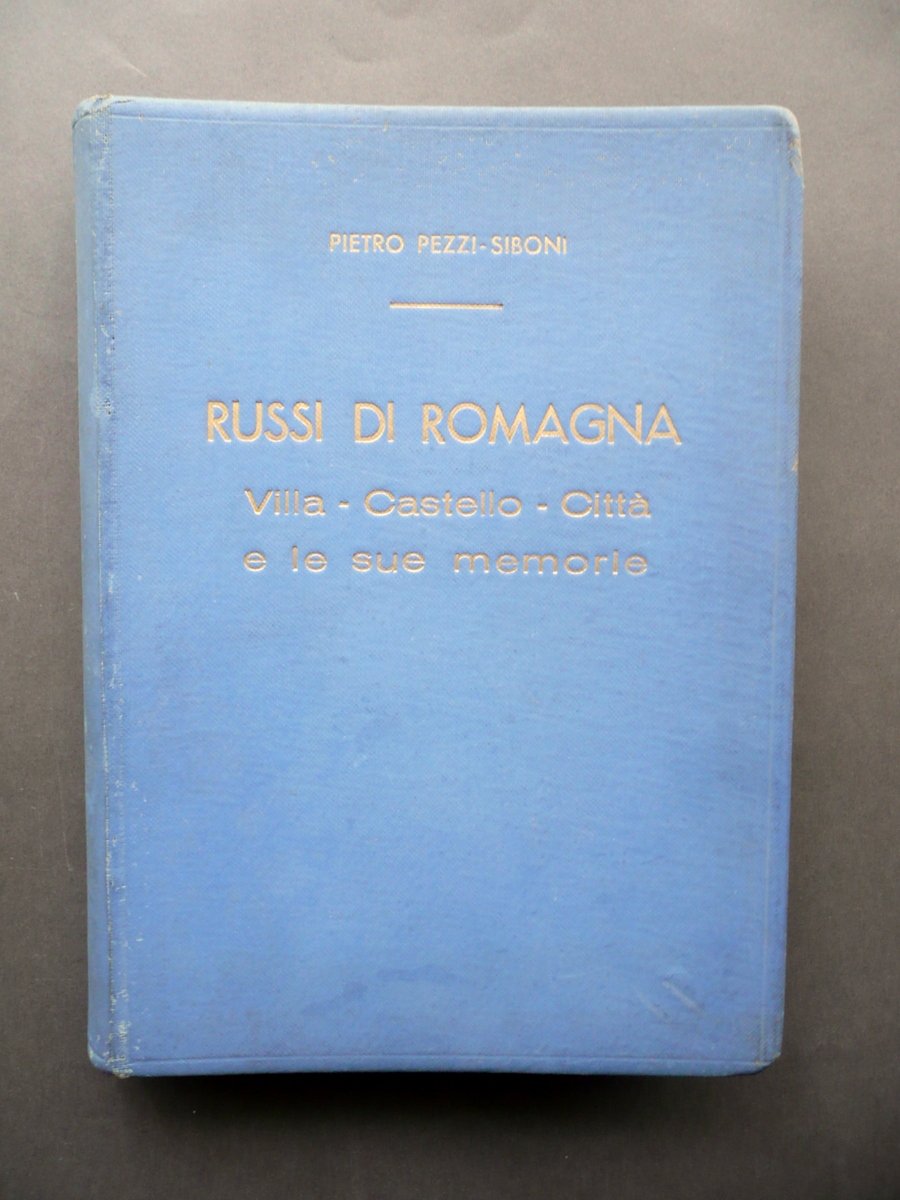 PIETRO PEZZI-SIBONI
RUSSI DI ROMAGNA
Villa - Castello - Città
e le sue memorie